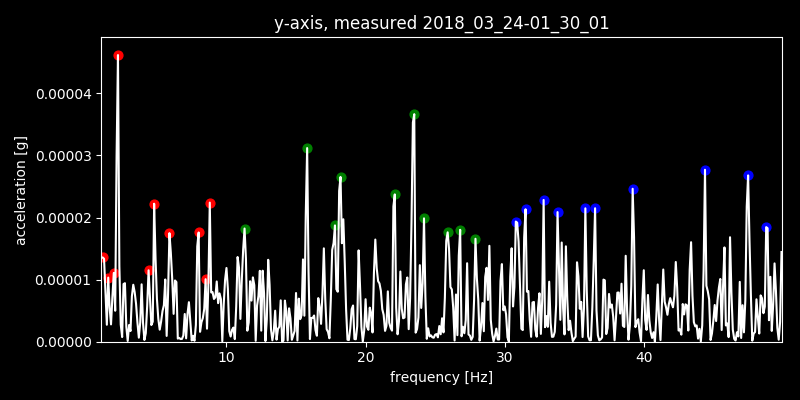 y-axis, measured 2018_03_24-01_30_01
acceleration [g]
0.00004
0.00003
0.00002
0.00001
0.00000
10 20 30 40
frequency [Hz]